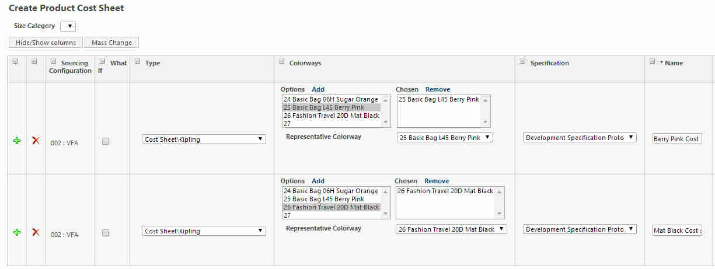 Create Product Cost Sheet
Size Category
Hide/Show columns Mass Change
Sourcing Configuration What If Type Colorways Specification * Name
Options Add Chosen Remove
24 Basic Bag 06H Sugar Orange
25 Basic Bag L45 Berry Pink
26 Fashion Travel 20D Mat Black
27
25 Basic Bag L45 Berry Pink
002 : VFA Cost Sheet\Kipling
Representative Colorway 25 Basic Bag L45 Berry Pink
Development Specification Proto Berry Pink Cost
Options Add Chosen Remove
24 Basic Bag 06H Sugar Orange
25 Basic Bag L45 Berry Pink
26 Fashion Travel 20D Mat Black
27
26 Fashion Travel 20D Mat Black
002 : VFA Cost Sheet\Kipling
Representative Colorway 26 Fashion Travel 20D Mat Black
Development Specification Proto Mat Black Cost